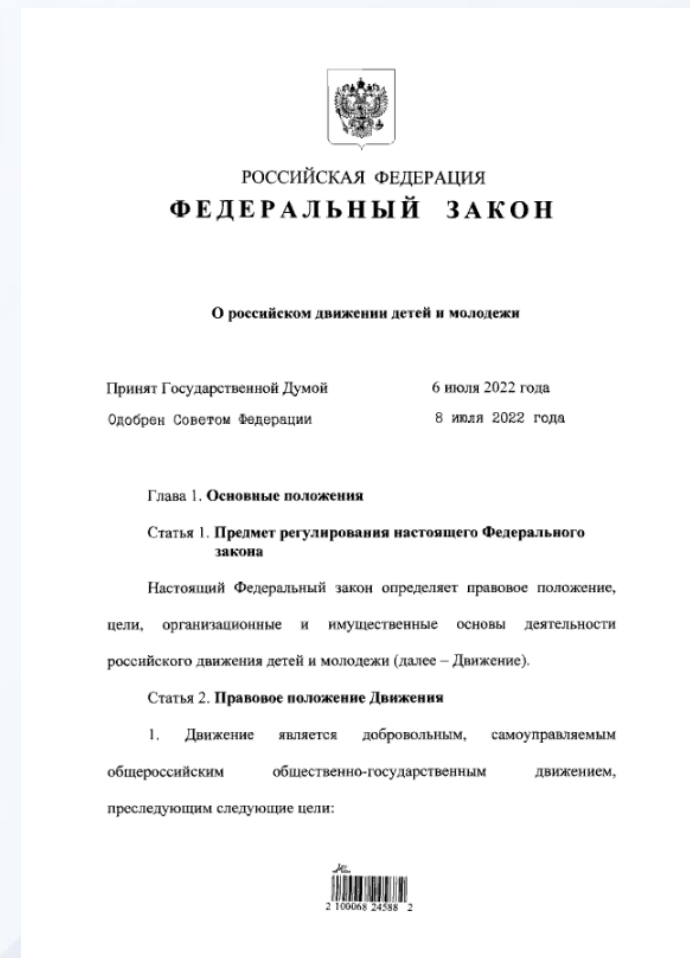 РОССИЙСКАЯ ФЕДЕРАЦИЯ
ФЕДЕРАЛЬНЫЙ ЗАКОН
О российском движении детей и молодежи
Принят Государственной Думой 6 июля 2022 года
Одобрен Советом Федерации 8 июля 2022 года
Глава 1. Основные положения
Статья 1. Предмет регулирования настоящего Федерального
закона
Настоящий Федеральный закон определяет правовое положение,
цели, организационные и имущественные основы деятельности
российского движения детей и молодежи (далее – Движение).
Статья 2. Правовое положение Движения
1. Движение является добровольным, самоуправляемым
общероссийским общественно-государственным движением,
преследующим следующие цели:
2 100068 24588 2